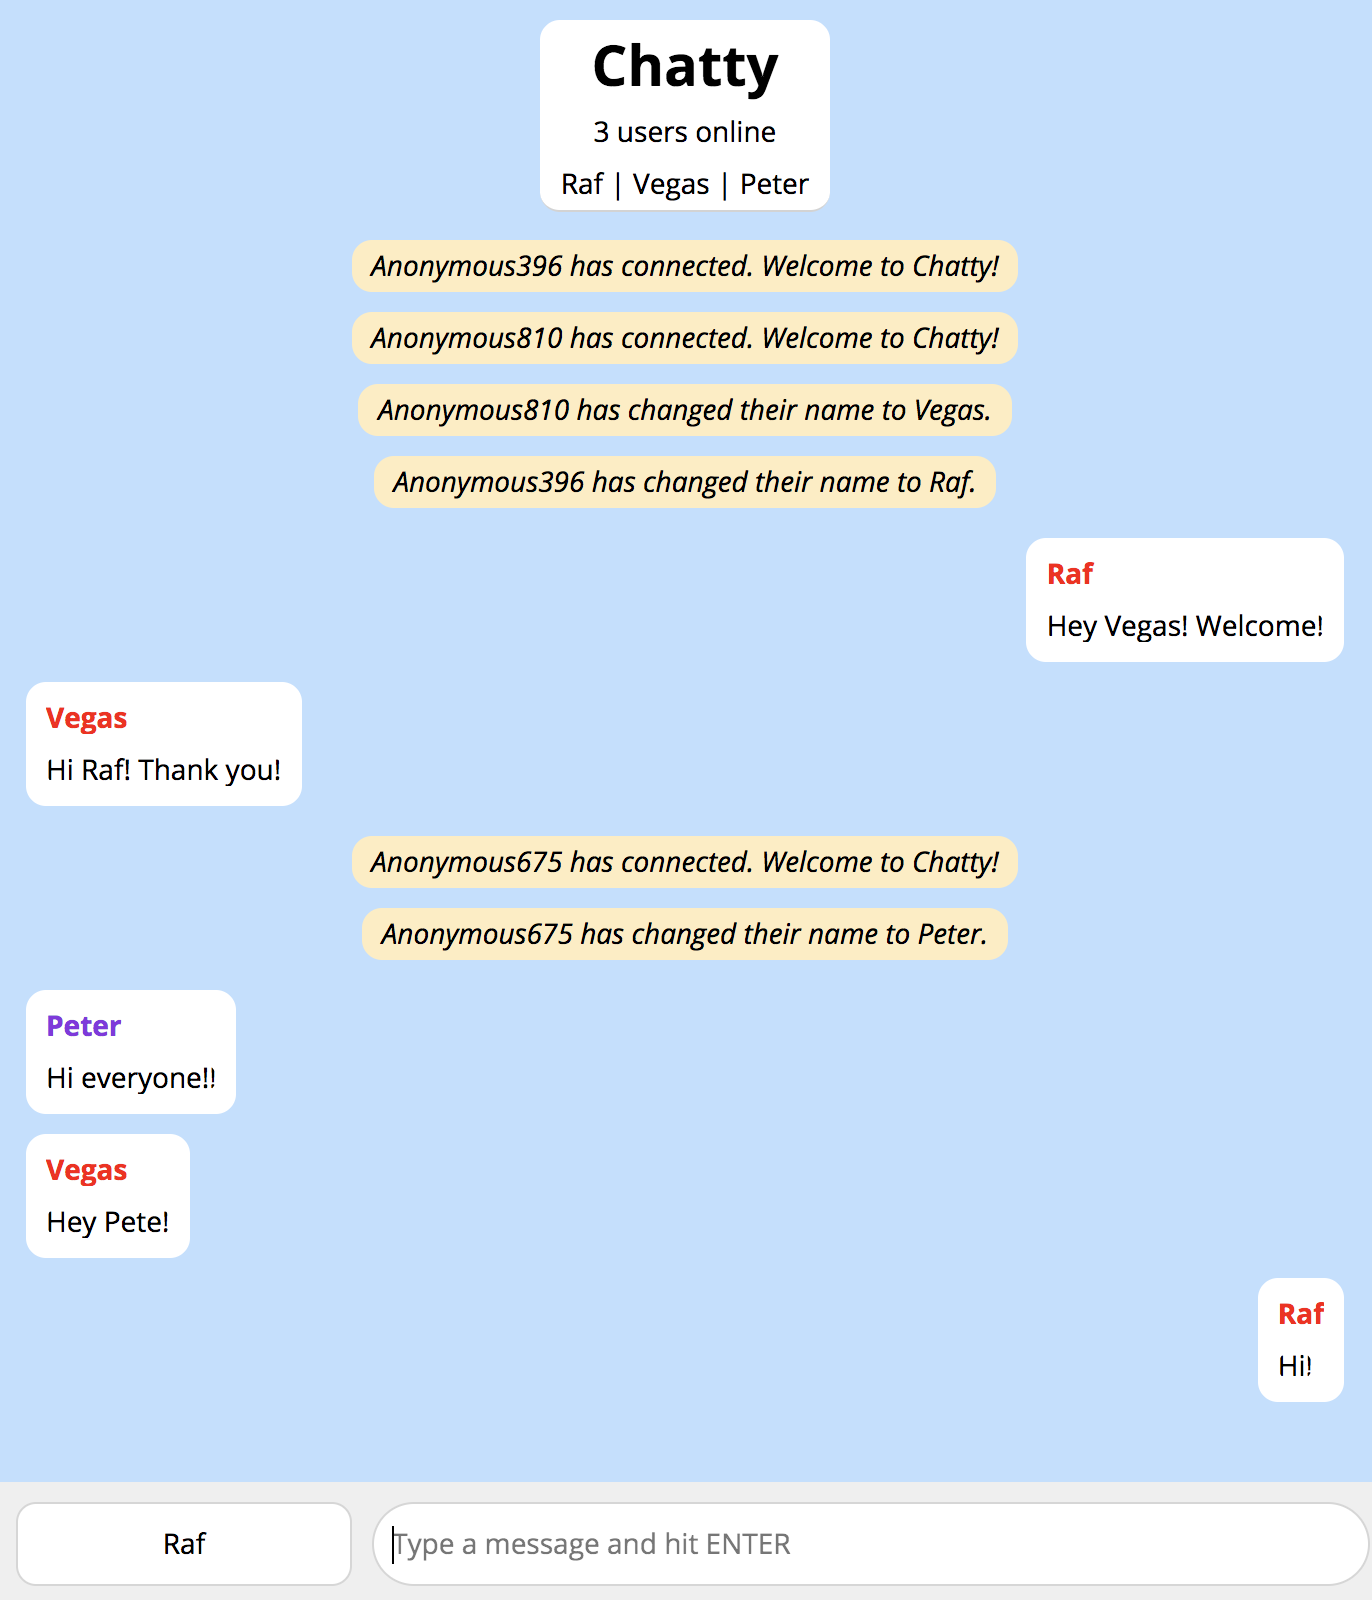 Chatty
3 users online
Raf | Vegas | Peter
Anonymous396 has connected. Welcome to Chatty!
Anonymous810 has connected. Welcome to Chatty!
Anonymous810 has changed their name to Vegas.
Anonymous396 has changed their name to Raf.
Raf
Hey Vegas! Welcome!
Vegas
Hi Raf! Thank you!
Anonymous675 has connected. Welcome to Chatty!
Anonymous675 has changed their name to Peter.
Peter
Hi everyone!!
Vegas
Hey Pete!
Raf
Hi!
Raf
Type a message and hit ENTER